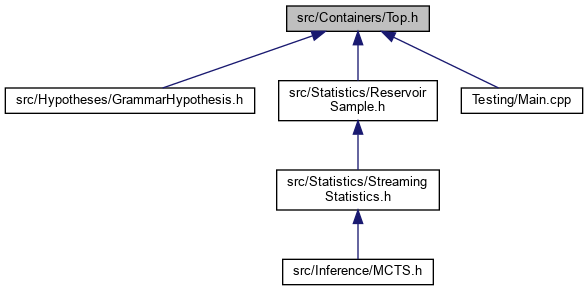 src/Containers/Top.h
src/Hypotheses/GrammarHypothesis.h
src/Statistics/Reservoir
Sample.h
Testing/Main.cpp
src/Statistics/Streaming
Statistics.h
src/Inference/MCTS.h